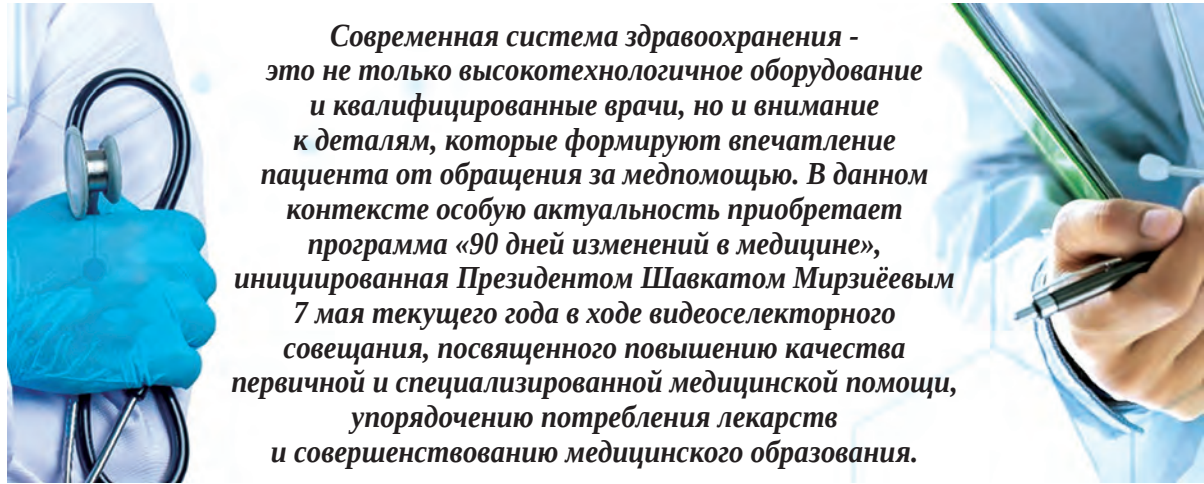 Современная система здравоохранения -
это не только высокотехнологичное оборудование
и квалифицированные врачи, но и внимание
к деталям, которые формируют впечатление
пациента от обращения за медпомощью. В данном
контексте особую актуальность приобретает
программа «90 дней изменений в медицине»,
инициированная Президентом Шавкатом Мирзиёевым
7 мая текущего года в ходе видеоселекторного
совещания, посвященного повышению качества
первичной и специализированной медицинской помощи,
упорядочению потребления лекарств
и совершенствованию медицинского образования.